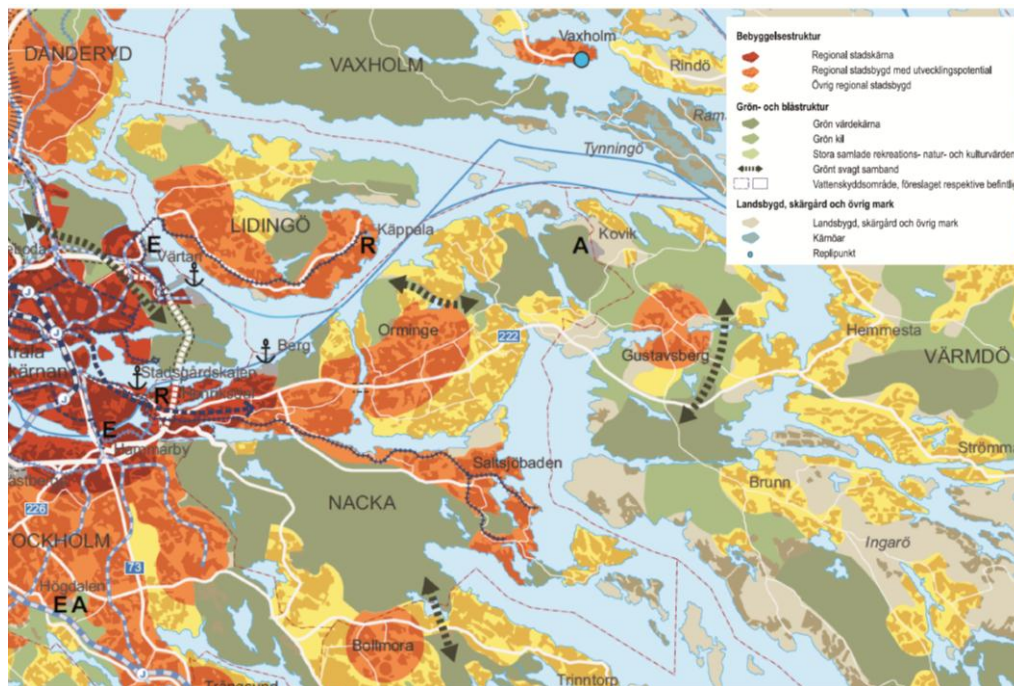 DANDERYD
VAXHOLM
Vaxholm
Rindö
Tynningö
LIDINGÖ
Käppala
R
E
Värtan
A
Kovik
Orminge
222
Hemmesta
Berg
Gustavsberg
VÄRMDÖ
Stadsgårdskajen
R
E
Hammarby
Saltsjöbaden
Brunn
NACKA
226
Ingarö
73
Högdalen
E A
Bollmora
Trinntorp
Bebyggelsestruktur
Regional stadskärna
Regional stadsbygd med utvecklingspotential
Övrig regional stadsbygd
Grön- och blåstruktur
Grön värdekärna
Grön kil
Stora samlade rekreations- natur- och kulturvärden
Grönt svagt samband
Vattenskyddsområde, föreslaget respektive befintlig
Landsbygd, skärgård och övrig mark
Landsbygd, skärgård och övrig mark
Kärnöar
Replipunkt